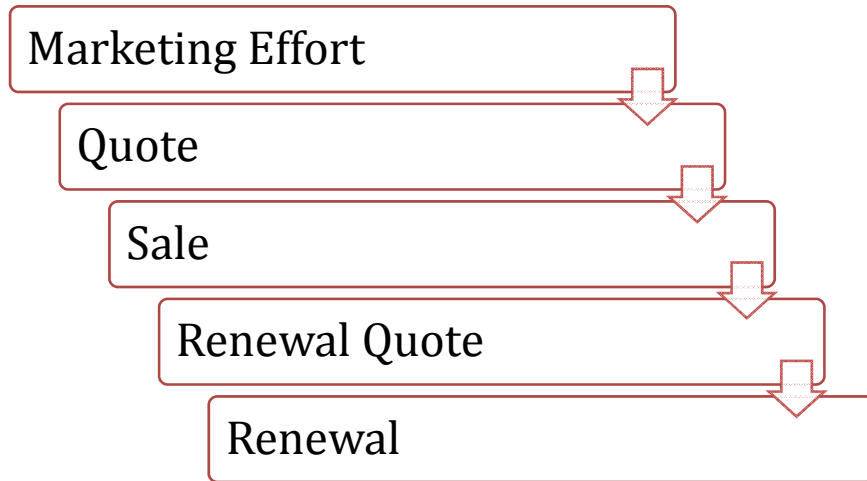 Marketing Effort
Quote
Sale
Renewal Quote
Renewal